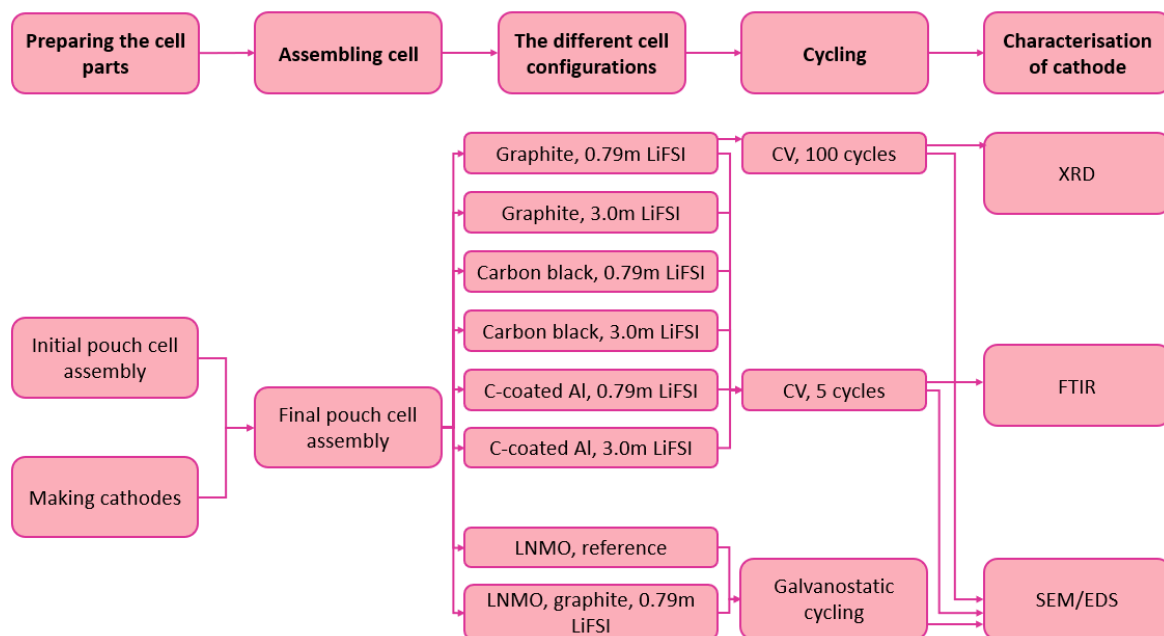 Preparing the cell
parts
Assembling cell
The different cell
configurations
Cycling
Characterisation
of cathode
Initial pouch cell
assembly
Making cathodes
Final pouch cell
assembly
Graphite, 0.79m LiFSI
Graphite, 3.0m LiFSI
Carbon black, 0.79m LiFSI
Carbon black, 3.0m LiFSI
C-coated Al, 0.79m LiFSI
C-coated Al, 3.0m LiFSI
LNMO, reference
LNMO, graphite, 0.79m
LiFSI
CV, 100 cycles
CV, 5 cycles
Galvanostatic
cycling
XRD
FTIR
SEM/EDS